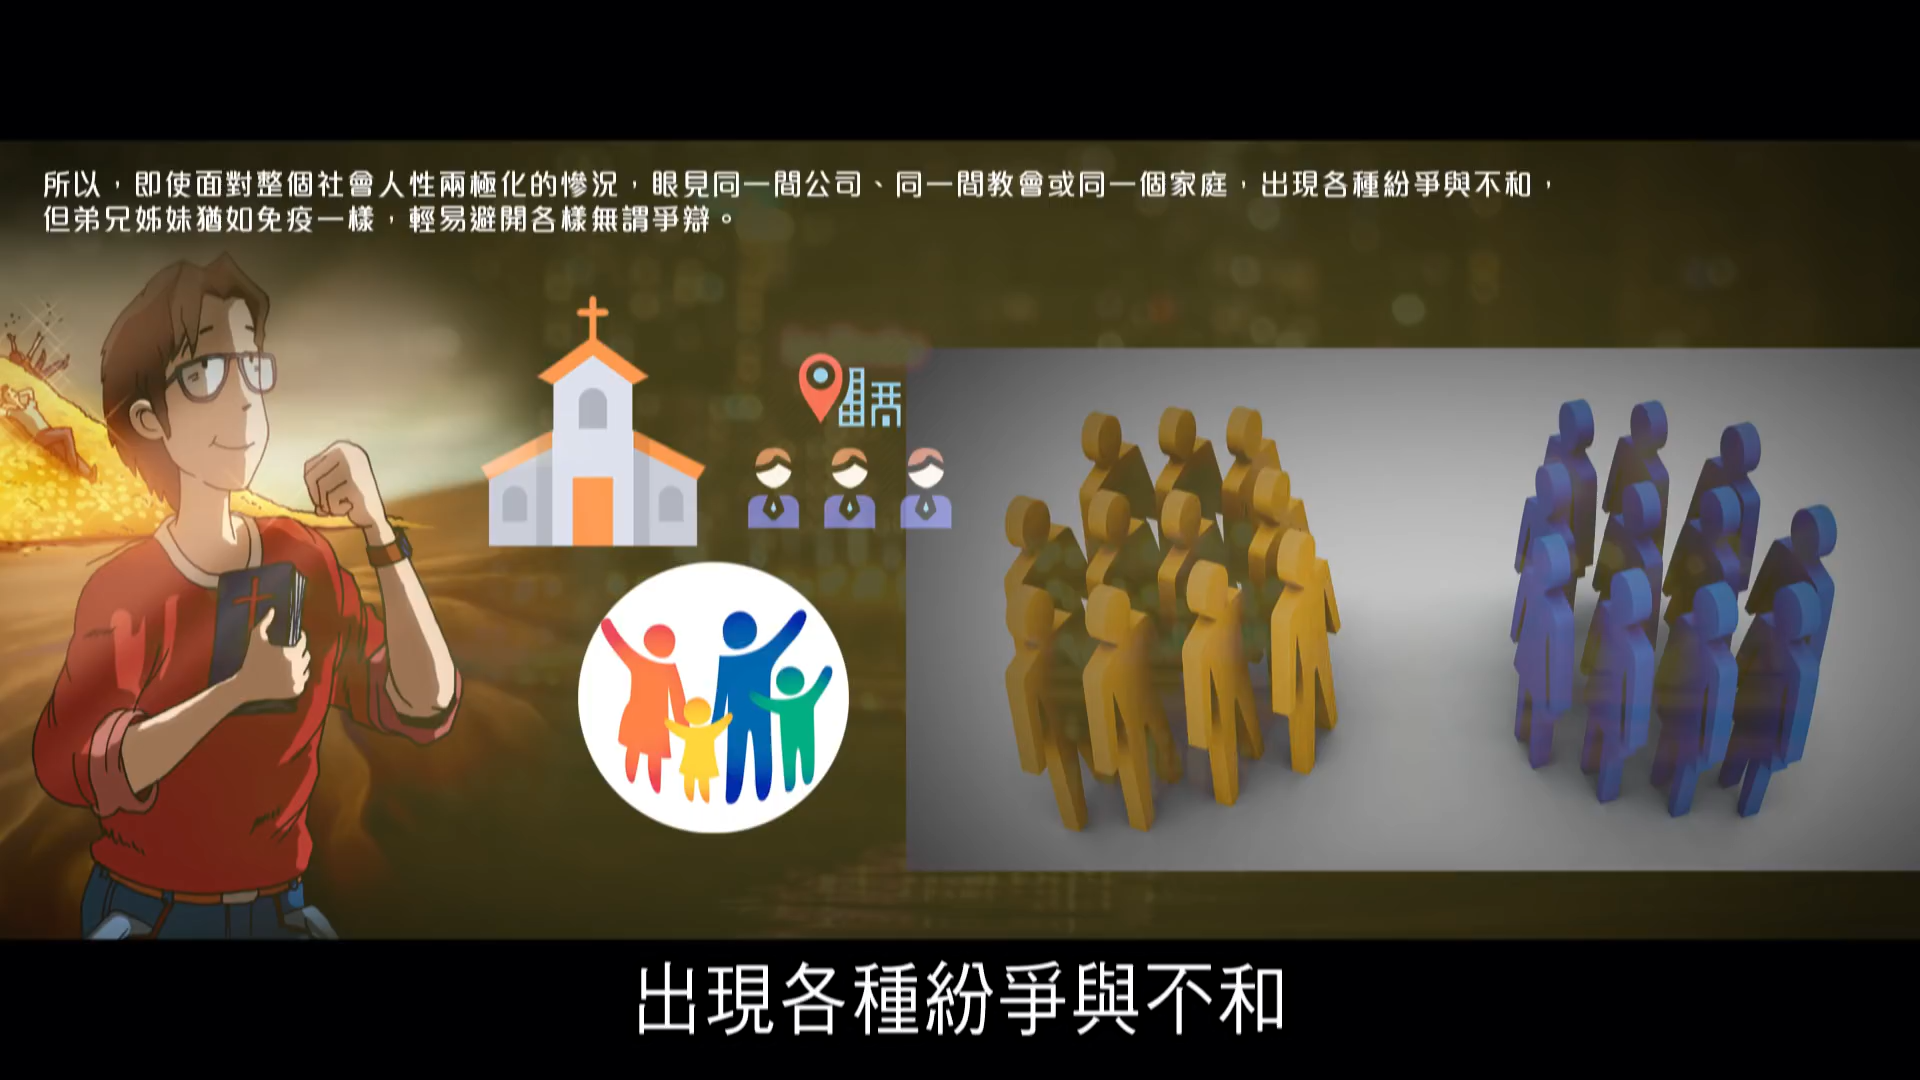 所以，即使面對整個社會人性兩極化的慘況，眼見同一間公司、同一間教會或同一個家庭，出現各種紛爭與不和，
但弟兄姊妹猶如免疫一樣，輕易避開各樣無謂爭辯。
出現各種紛爭與不和